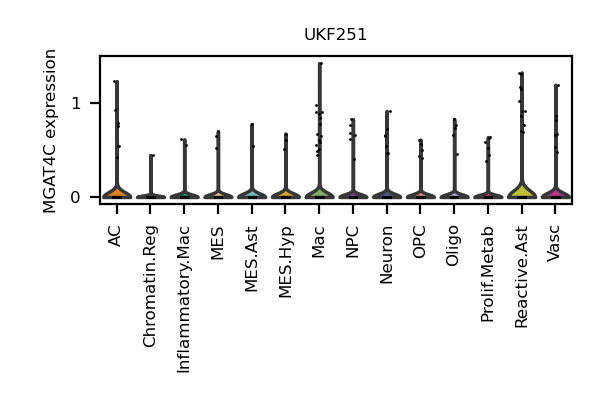 UKF251
MGAT4C expression
1
0
AC
Chromatin.Reg
Inflammatory.Mac
MES
MES.Ast
MES.Hyp
Mac
NPC
Neuron
OPC
Oligo
Prolif.Metab
Reactive.Ast
Vasc